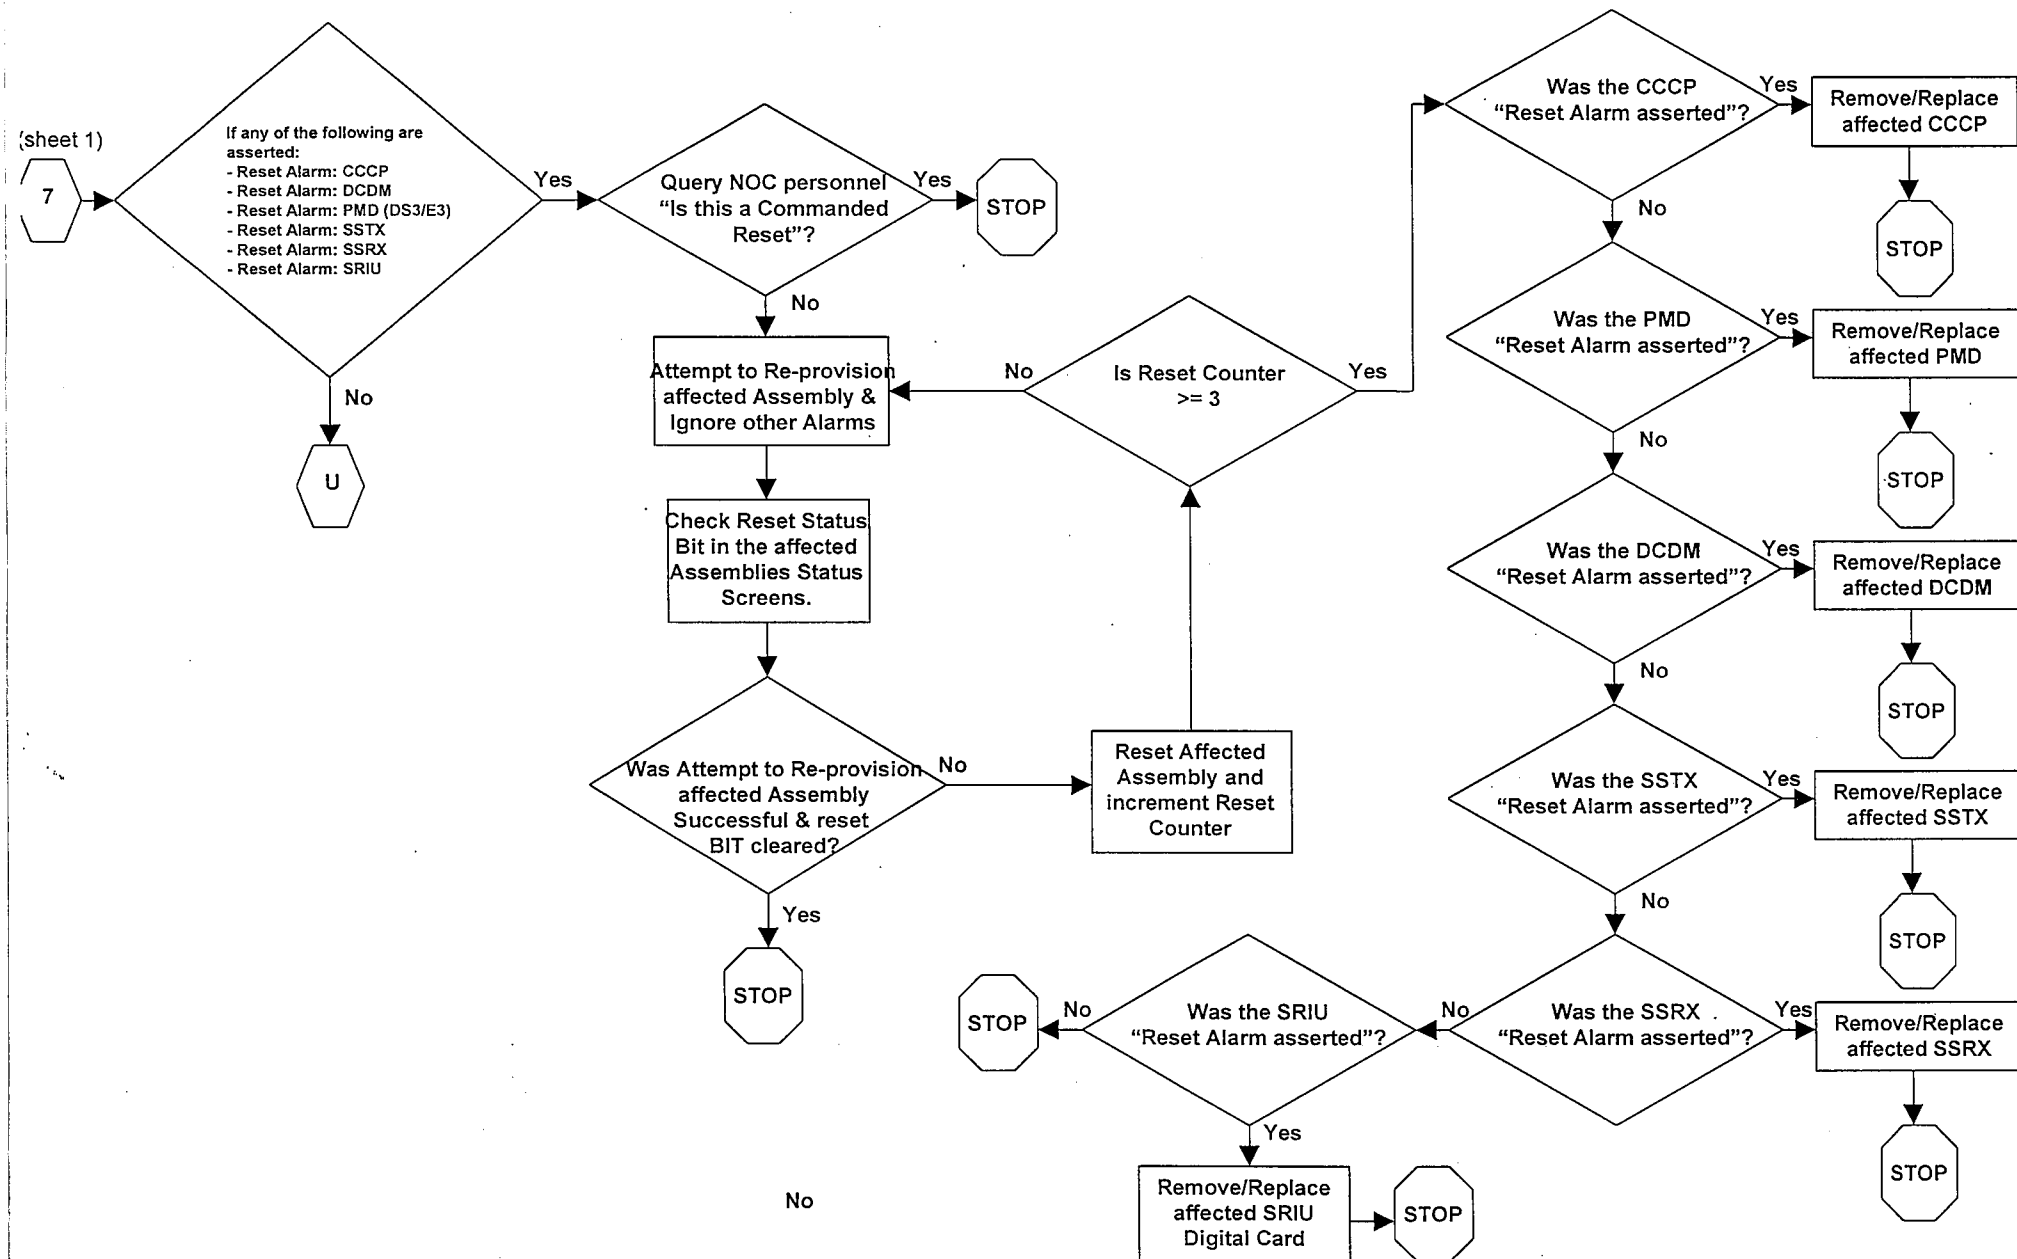 (sheet 1)
7
If any of the following are
asserted:
- Reset Alarm: CCCP
- Reset Alarm: DCDM
- Reset Alarm: PMD (DS3/E3)
- Reset Alarm: SSTX
- Reset Alarm: SSRX
- Reset Alarm: SRIU
Yes
No
U
Query NOC personnel
“Is this a Commanded
Reset”?
Yes
STOP
No
Attempt to Re-provision
affected Assembly &
Ignore other Alarms
Check Reset Status
Bit in the affected
Assemblies Status
Screens.
Was Attempt to Re-provision
affected Assembly
Successful & reset
BIT cleared?
Yes
STOP
No
Reset Affected
Assembly and
increment Reset
Counter
Is Reset Counter
>= 3
No
Yes
Was the CCCP
“Reset Alarm asserted”?
Yes
Remove/Replace
affected CCCP
STOP
No
Was the PMD
“Reset Alarm asserted”?
Yes
Remove/Replace
affected PMD
STOP
No
Was the DCDM
“Reset Alarm asserted”?
Yes
Remove/Replace
affected DCDM
STOP
No
Was the SSTX
“Reset Alarm asserted”?
Yes
Remove/Replace
affected SSTX
STOP
No
Was the SSRX
“Reset Alarm asserted”?
Yes
Remove/Replace
affected SSRX
STOP
No
Was the SRIU
“Reset Alarm asserted”?
No
STOP
Yes
Remove/Replace
affected SRIU
Digital Card
STOP
No